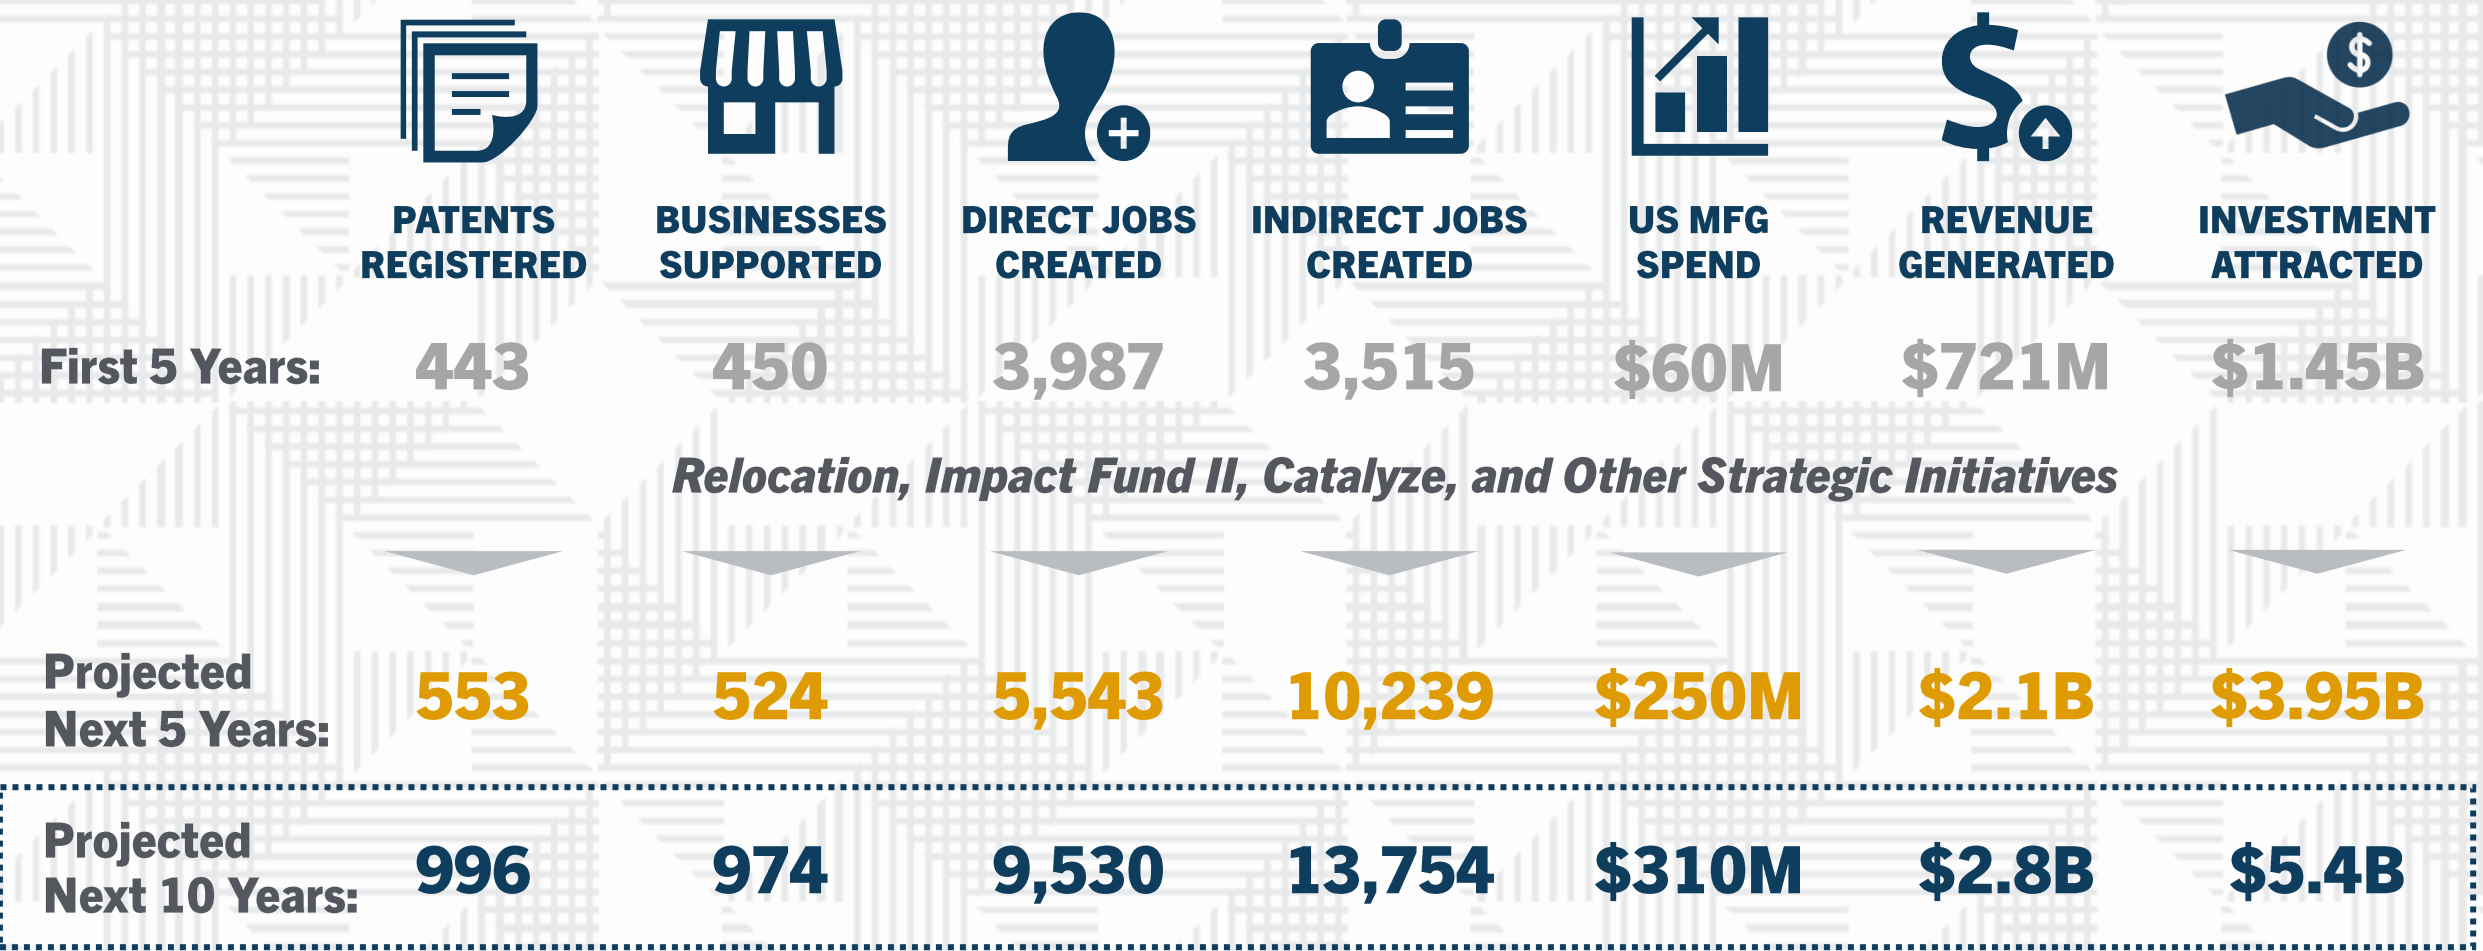 PATENTS
REGISTERED
BUSINESSES
SUPPORTED
DIRECT JOBS
CREATED
INDIRECT JOBS
CREATED
US MFG
SPEND
REVENUE
GENERATED
INVESTMENT
ATTRACTED
First 5 Years: 443 450 3,987 3,515 $60M $721M $1.45B
Relocation, Impact Fund II, Catalyze, and Other Strategic Initiatives
Projected
Next 5 Years: 553 524 5,543 10,239 $250M $2.1B $3.95B
Projected
Next 10 Years: 996 974 9,530 13,754 $310M $2.8B $5.4B